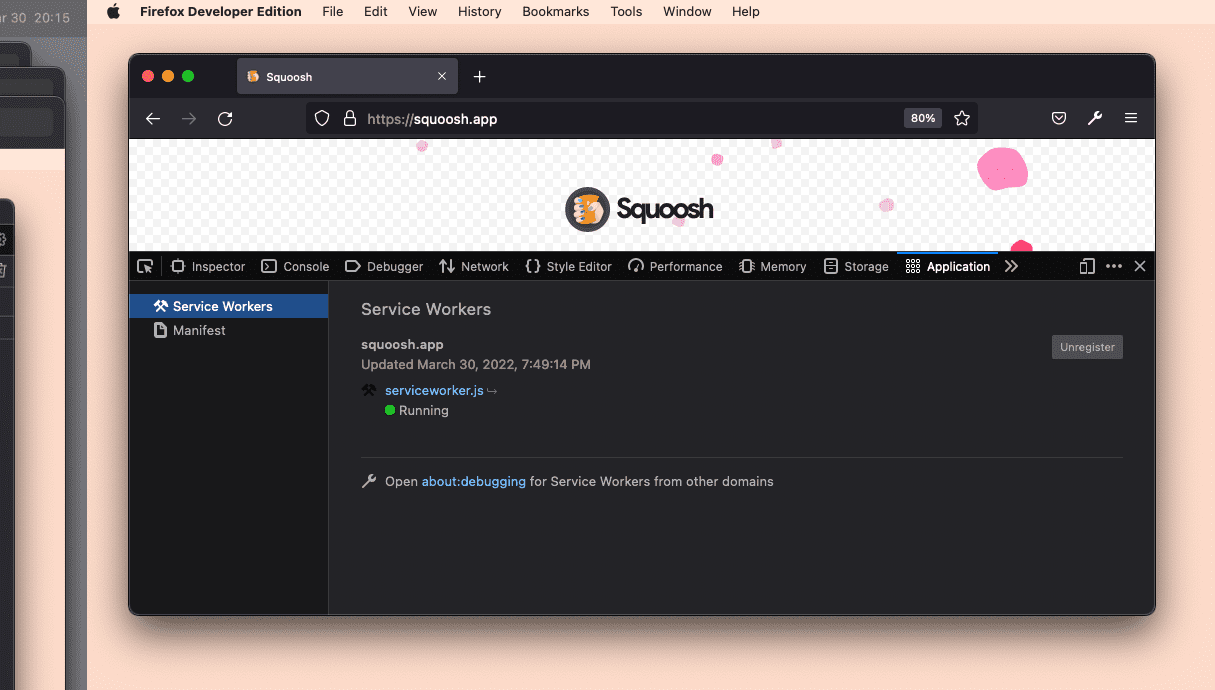 ar 30 20:15
Firefox Developer Edition File Edit View History Bookmarks Tools Window Help
Squoosh
https://squoosh.app 80%
Squoosh
Inspector Console Debugger Network Style Editor Performance Memory Storage Application
Service Workers
Manifest
Service Workers
squoosh.app
Updated March 30, 2022, 7:49:14 PM
Unregister
serviceworker.js
Running
Open about:debugging for Service Workers from other domains